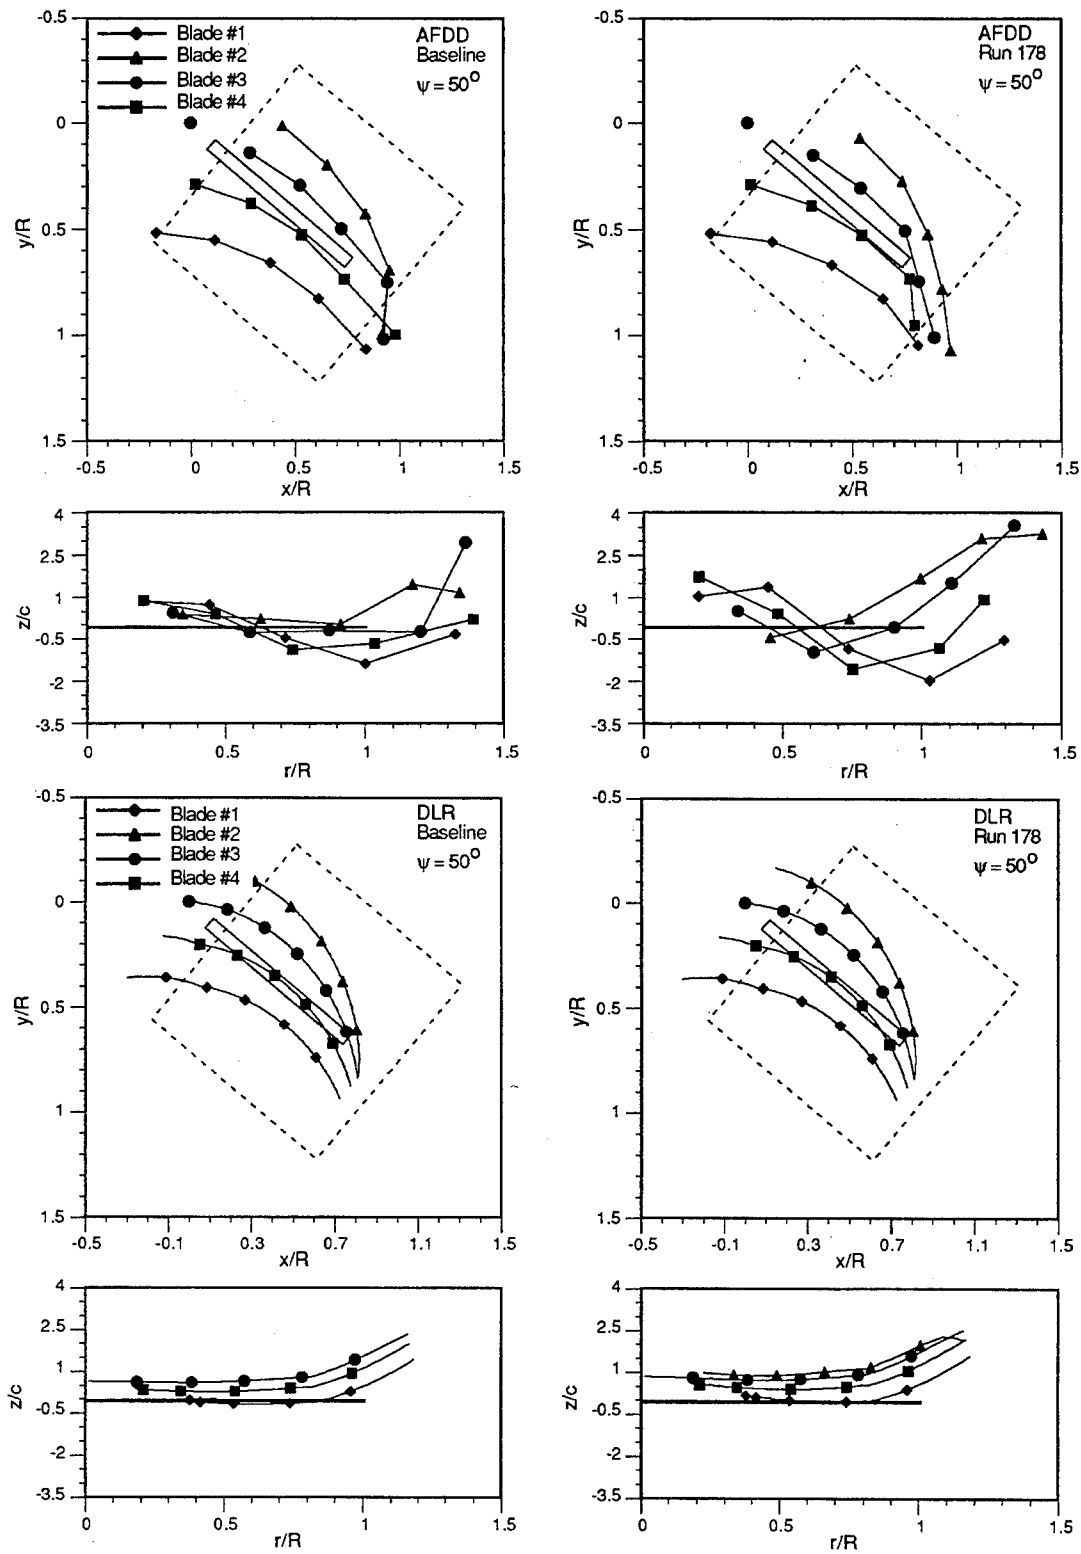 -0.5
Blade #1
Blade #2
Blade #3
Blade #4
AFDD
Baseline
ψ = 50°
0
0.5
1
1.5
y/R
-0.5
0
0.5
1
1.5
x/R
-0.5
AFDD
Run 178
ψ = 50°
0
0.5
1
1.5
y/R
-0.5
0
0.5
1
1.5
x/R
4
2.5
1
-0.5
-2
-3.5
z/c
0
0.5
1
1.5
r/R
4
2.5
1
-0.5
-2
-3.5
z/c
0
0.5
1
1.5
r/R
-0.5
Blade #1
Blade #2
Blade #3
Blade #4
DLR
Baseline
ψ = 50°
0
0.5
1
1.5
y/R
-0.5
-0.1
0.3
0.7
1.1
1.5
x/R
-0.5
DLR
Run 178
ψ = 50°
0
0.5
1
1.5
y/R
-0.5
-0.1
0.3
0.7
1.1
1.5
x/R
4
2.5
1
-0.5
-2
-3.5
z/c
0
0.5
1
1.5
r/R
4
2.5
1
-0.5
-2
-3.5
z/c
0
0.5
1
1.5
r/R